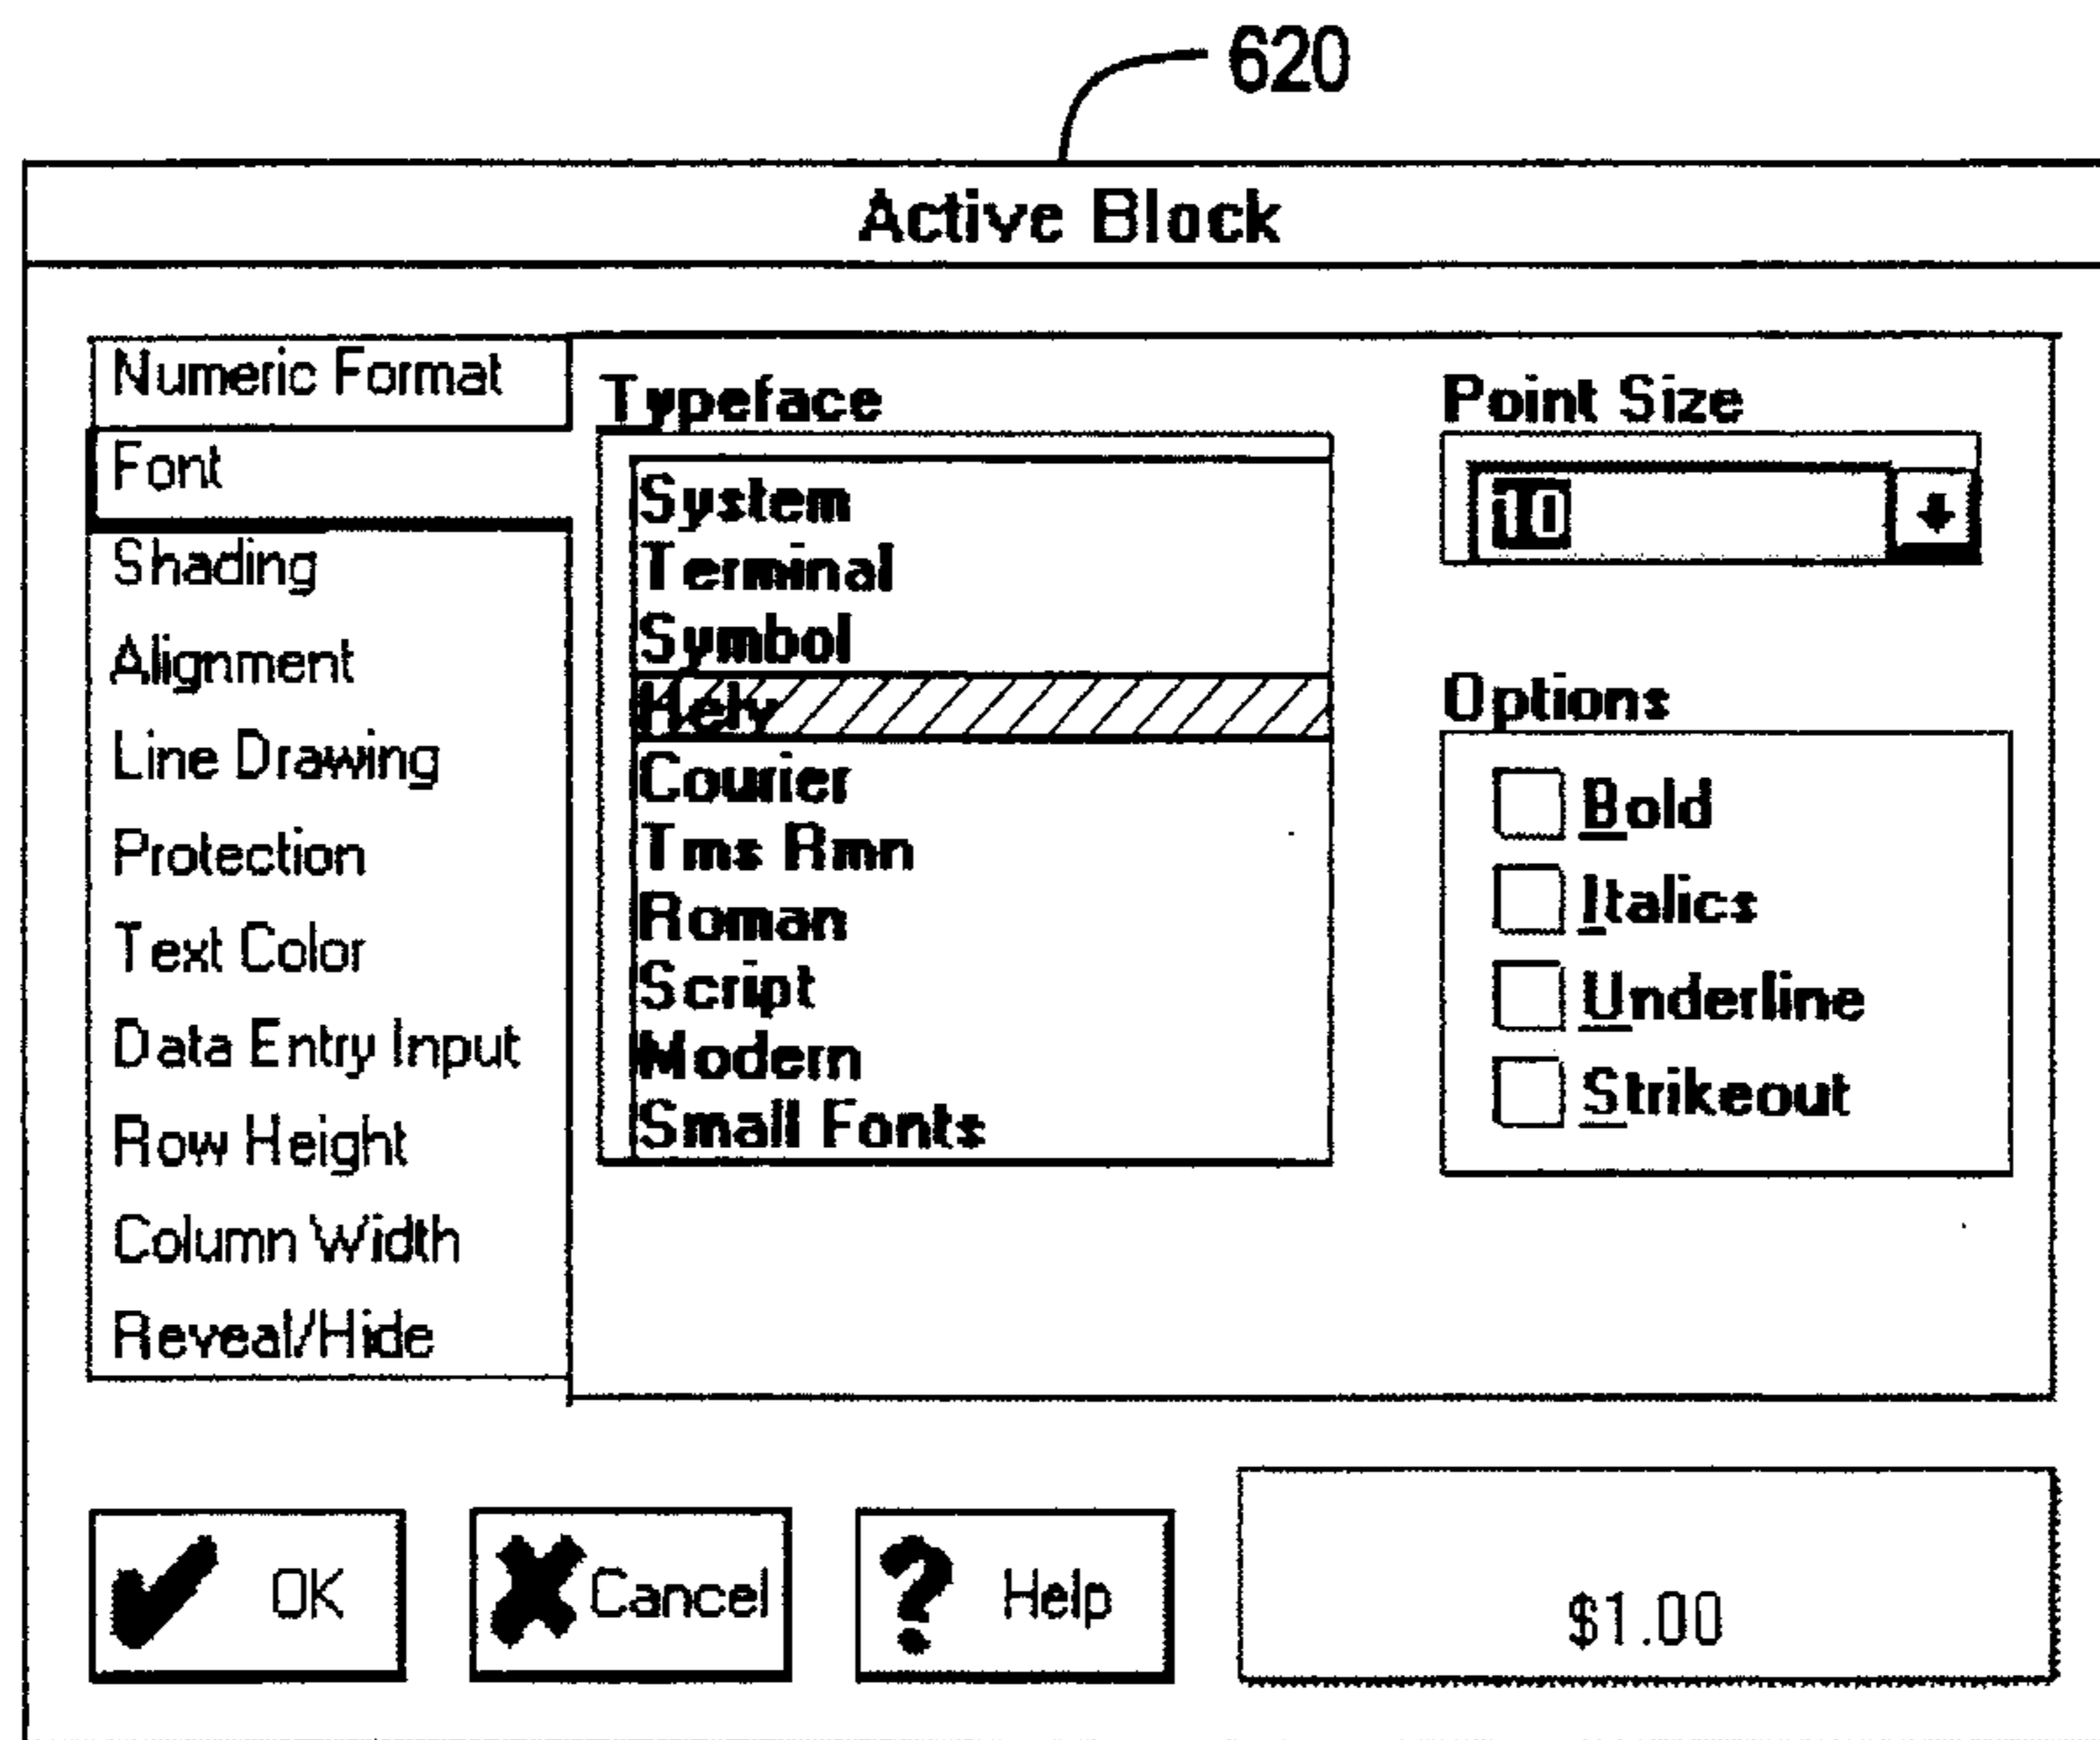 620
Active Block
Numeric Format
Font
Shading
Alignment
Line Drawing
Protection
Text Color
Data Entry Input
Row Height
Column Width
Reveal/Hide
Typeface
System
Terminal
Symbol
Helv
Courier
Tms Rmn
Roman
Script
Modern
Small Fonts
Point Size
10
Options
Bold
Italics
Underline
Strikeout
OK
Cancel
Help
$1.00